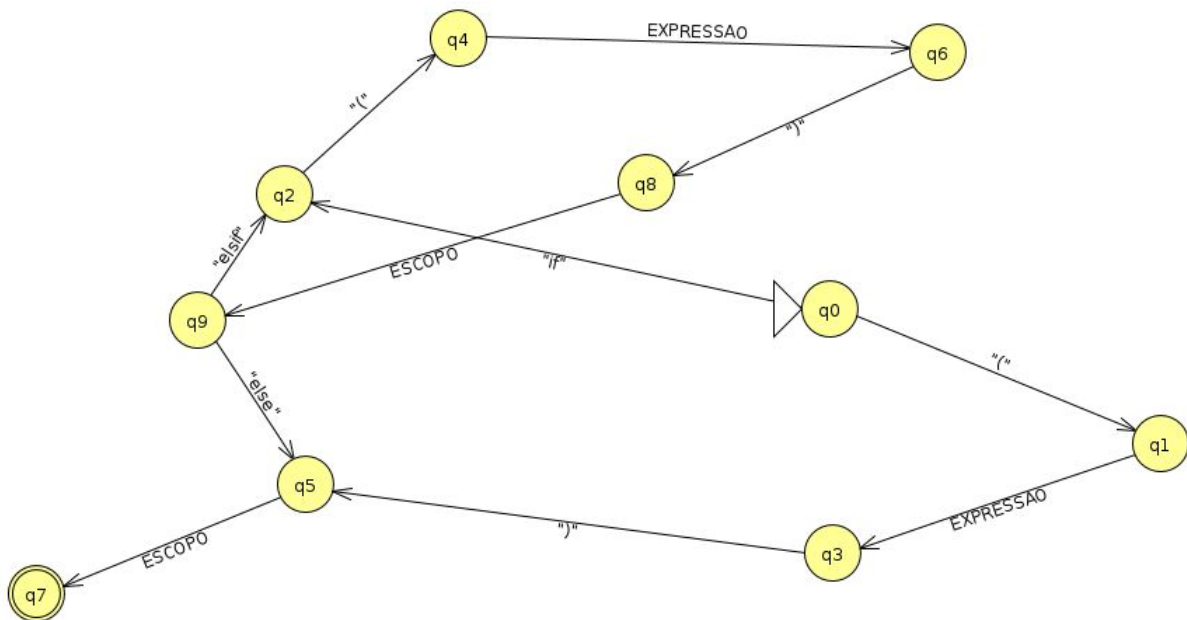 q4
EXPRESSAO
q6
"("
")"
q2
q8
"elsif"
"if"
ESCOPO
q9
q0
"("
"else"
q1
q5
EXPRESSAO
")"
ESCOPO
q3
q7